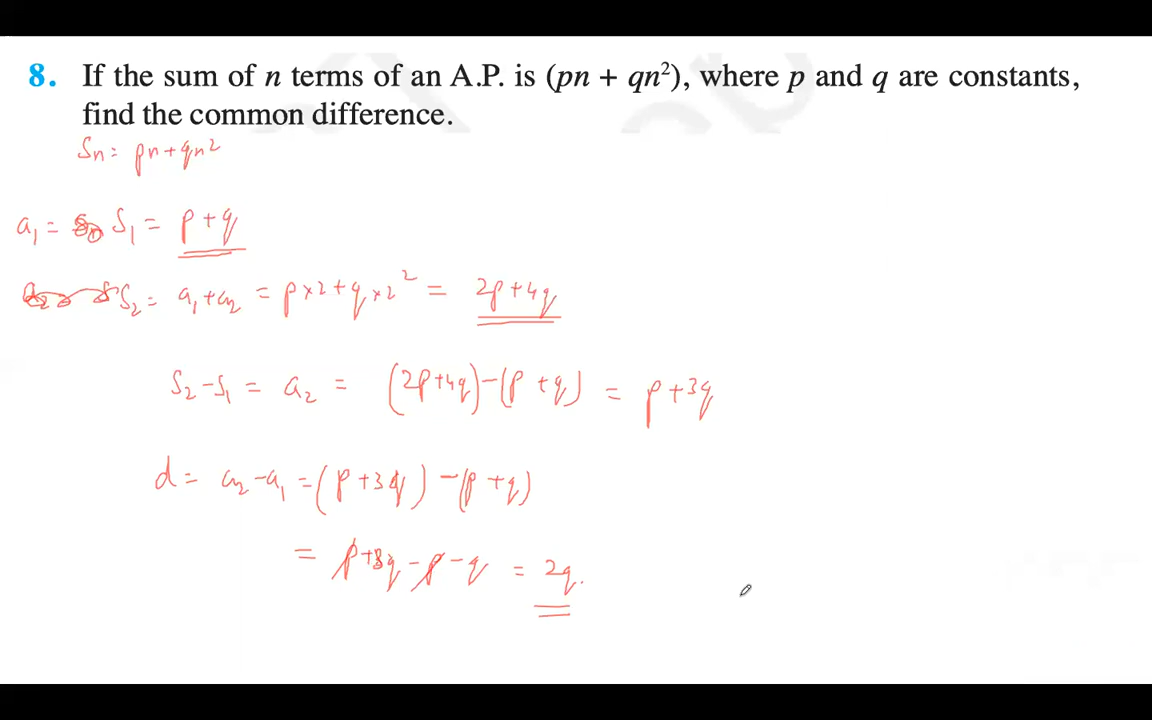 8. If the sum of n terms of an A.P. is (pn + qn²), where p and q are constants,
find the common difference.
Sn = pn + qn²
a₁ = S₁ = p + q
S₂ = a₁ + a₂ = p×2 + q×2² = 2p + 4q
S₂ - S₁ = a₂ = (2p + 4q) - (p + q) = p + 3q
d = a₂ - a₁ = (p + 3q) - (p + q)
= p + 3q - p - q = 2q.